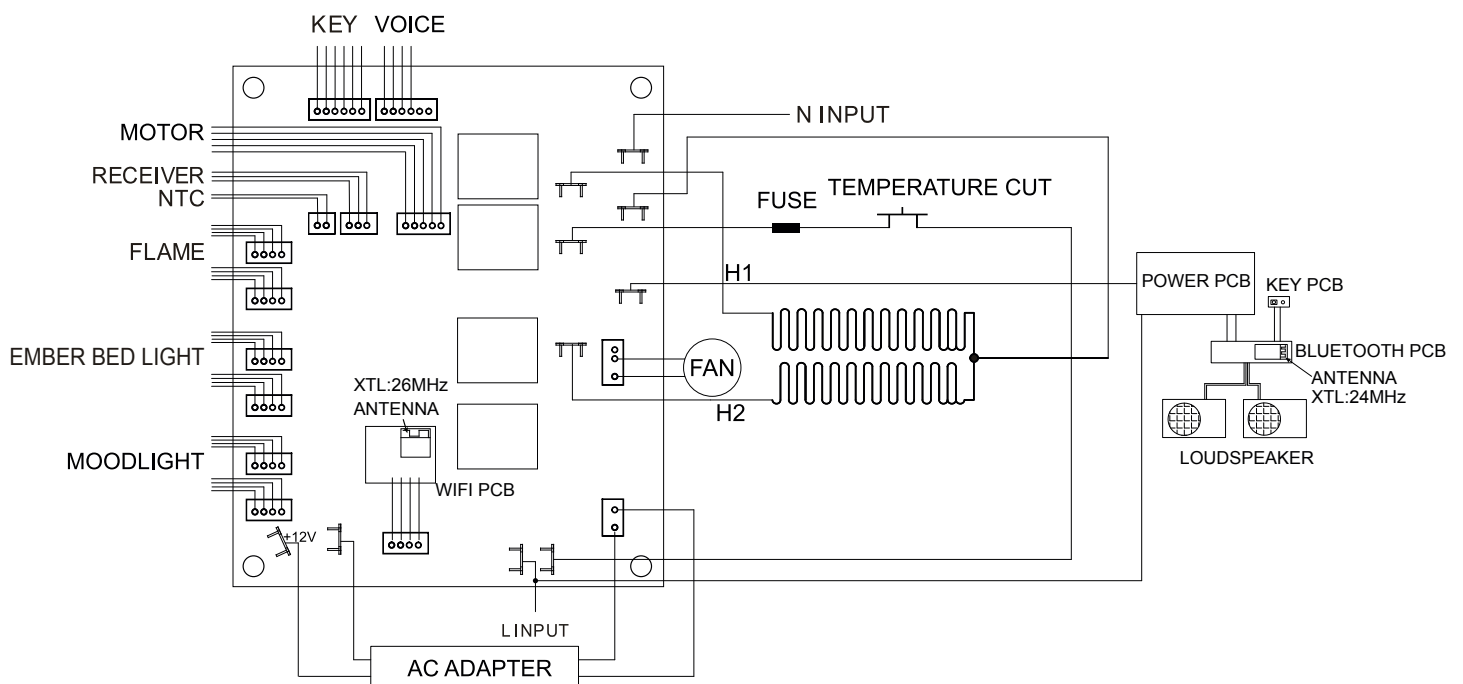 KEY VOICE
MOTOR
N INPUT
RECEIVER
NTC
FUSE
TEMPERATURE CUT
FLAME
H1
POWER PCB
KEY PCB
EMBER BED LIGHT
FAN
BLUETOOTH PCB
XTL:26MHz
ANTENNA
H2
ANTENNA
XTL:24MHz
MOODLIGHT
WIFI PCB
LOUDSPEAKER
+12V
L INPUT
AC ADAPTER